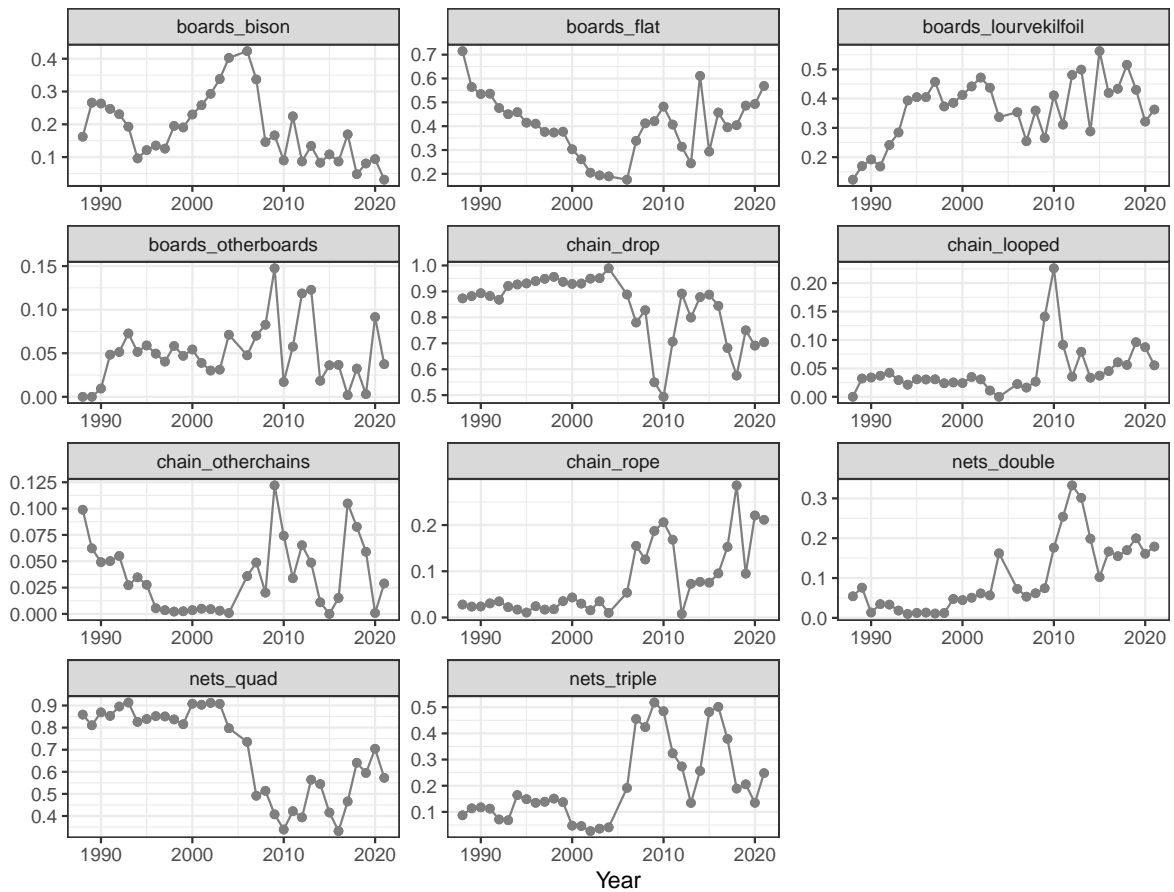 boards_bison boards_flat boards_lourvekilfoil
0.4 0.7 0.5
0.3 0.6 0.4
0.2 0.5 0.3
0.1 0.4 0.2
0.3
0.2
1990 2000 2010 2020 1990 2000 2010 2020 1990 2000 2010 2020
boards_otherboards chain_drop chain_looped
0.15 1.0 0.20
0.10 0.9 0.15
0.05 0.8 0.10
0.00 0.7 0.05
0.6 0.00
0.5
1990 2000 2010 2020 1990 2000 2010 2020 1990 2000 2010 2020
chain_otherchains chain_rope nets_double
0.125 0.2 0.3
0.100 0.1 0.2
0.075 0.0 0.1
0.050 0.0
0.025
0.000
1990 2000 2010 2020 1990 2000 2010 2020 1990 2000 2010 2020
nets_quad nets_triple
0.9 0.5
0.8 0.4
0.7 0.3
0.6 0.2
0.5 0.1
0.4
1990 2000 2010 2020 1990 2000 2010 2020
Year